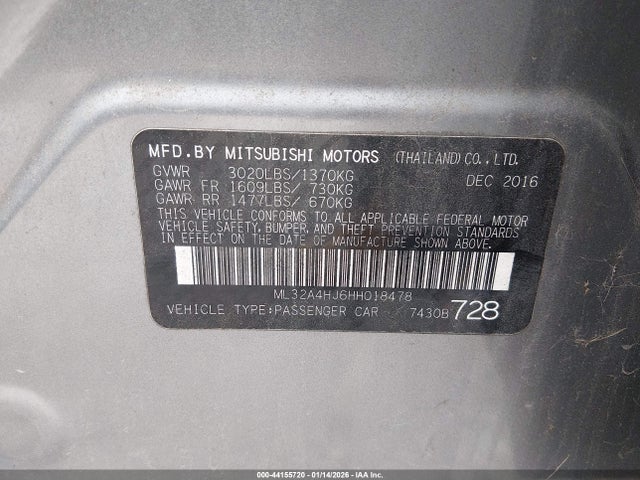 MFD.BY MITSUBISHI MOTORS (THAILAND)CO.,LTD.
GVWR 3020LBS/1370KG DEC 2016
GAWR FR 1609LBS/ 730KG
GAWR RR 1477LBS/ 670KG
THIS VEHICLE CONFORMS TO ALL APPLICABLE FEDERAL MOTOR
VEHICLE SAFETY, BUMPER, AND THEFT PREVENTION STANDARDS
IN EFFECT ON THE DATE OF MANUFACTURE SHOWN ABOVE.
ML32A4HJ6HH018478
VEHICLE TYPE:PASSENGER CAR 7430B 728
000-44155720 - 01/14/2026 - IAAI.com